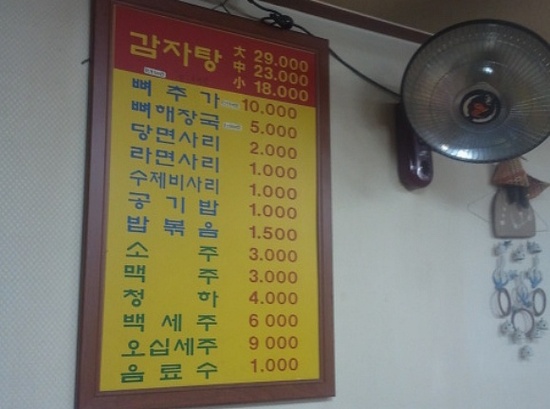 감자탕 大 29.000
中 23.000
小 18.000
뼈추가 10.000
뼈해장국 5.000
당면사리 2.000
라면사리 1.000
수제비사리 1.000
공기밥 1.000
밥볶음 1.500
소주 3.000
맥주 3.000
청하 4.000
백세주 6 000
오십세주 9 000
음료수 1.000